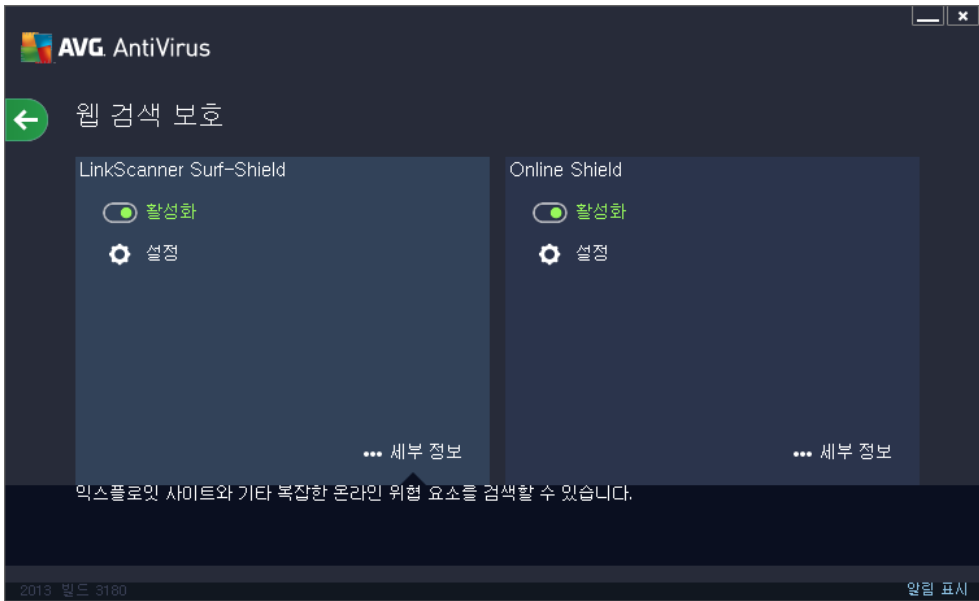 AVG. AntiVirus
웹 검색 보호
LinkScanner Surf-Shield
활성화
설정
••• 세부 정보
Online Shield
활성화
설정
••• 세부 정보
익스플로잇 사이트와 기타 복잡한 온라인 위협 요소를 검색할 수 있습니다.
2013 빌드 3180
알림 표시